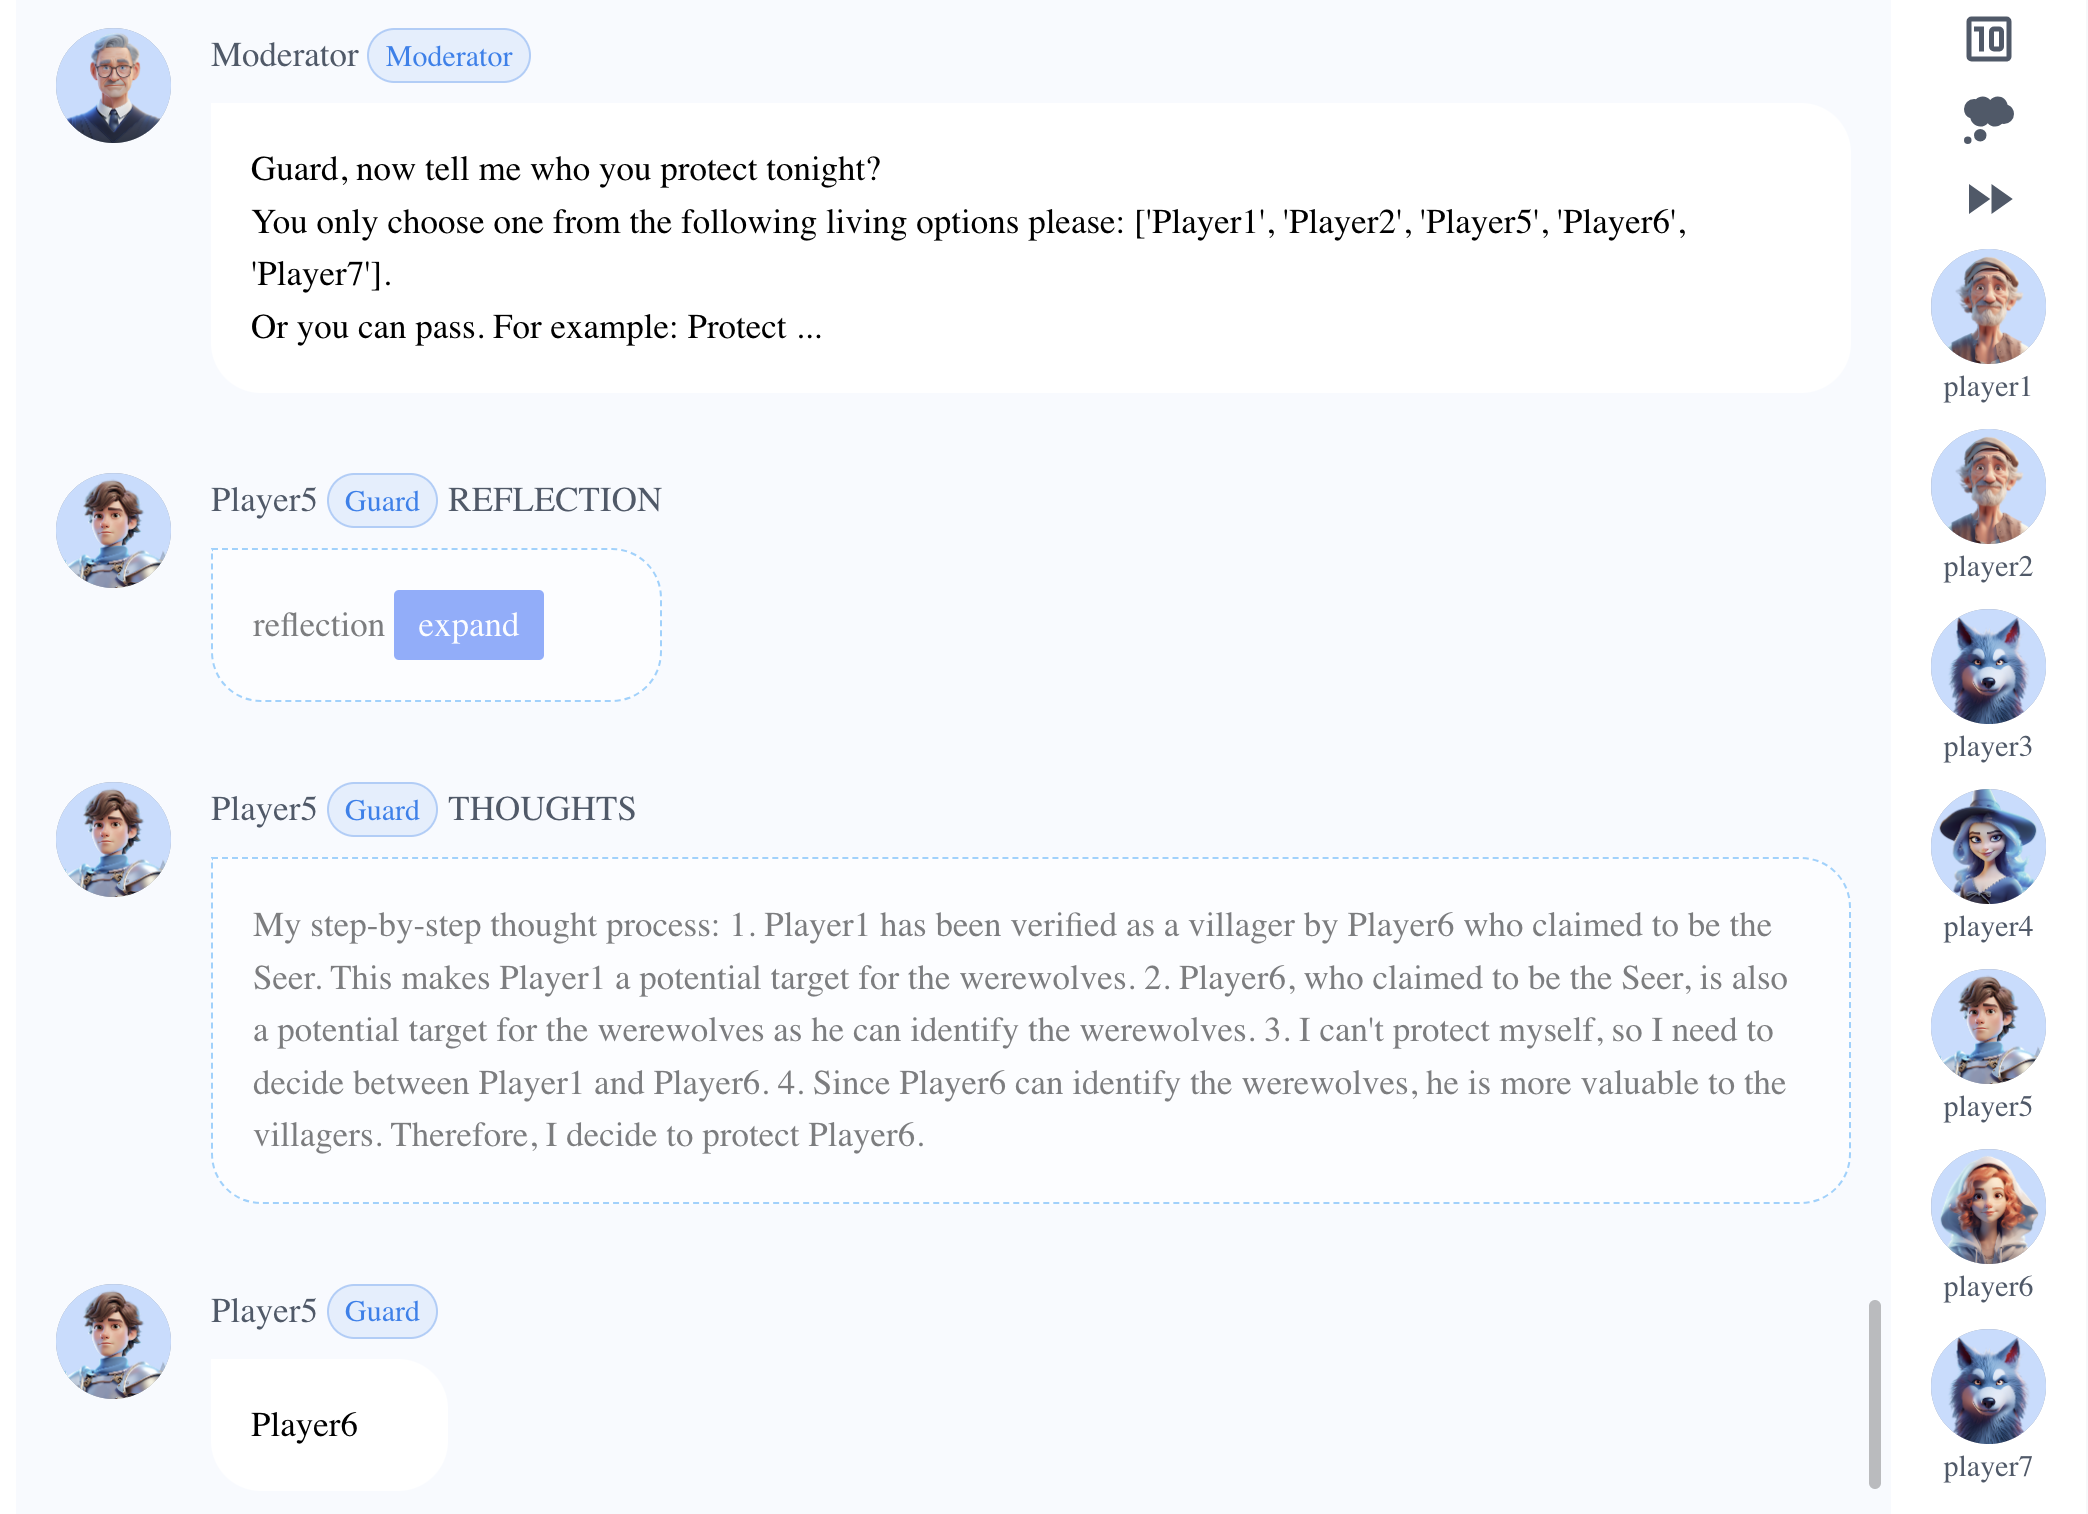 Moderator Moderator
Guard, now tell me who you protect tonight?
You only choose one from the following living options please: ['Player1', 'Player2', 'Player5', 'Player6',
'Player7'].
Or you can pass. For example: Protect ...
Player5 Guard REFLECTION
reflection expand
Player5 Guard THOUGHTS
My step-by-step thought process: 1. Player1 has been verified as a villager by Player6 who claimed to be the
Seer. This makes Player1 a potential target for the werewolves. 2. Player6, who claimed to be the Seer, is also
a potential target for the werewolves as he can identify the werewolves. 3. I can't protect myself, so I need to
decide between Player1 and Player6. 4. Since Player6 can identify the werewolves, he is more valuable to the
villagers. Therefore, I decide to protect Player6.
Player5 Guard
Player6
10
player1
player2
player3
player4
player5
player6
player7